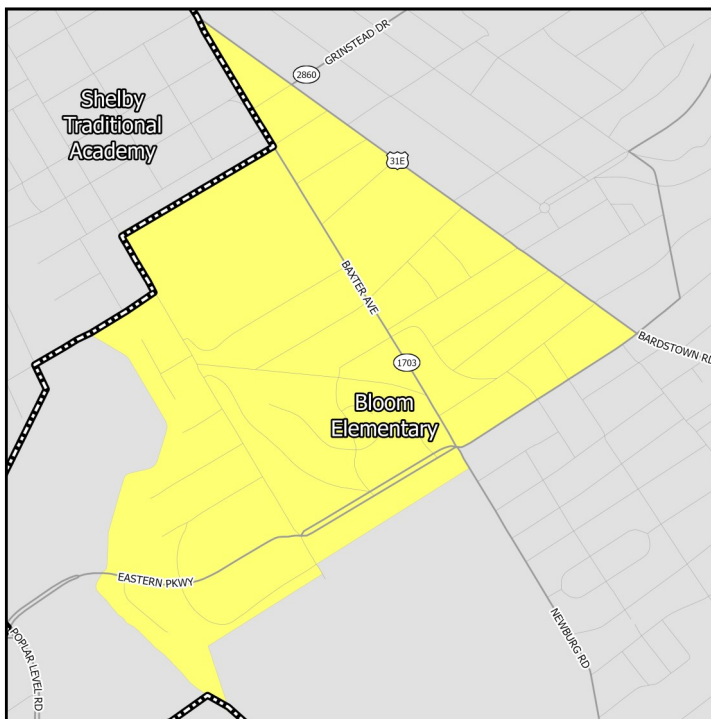 GRINSTEAD DR
2860
Shelby
Traditional
Academy
31E
BAXTER AVE
1703
BARDSTOWN RD
Bloom
Elementary
EASTERN PKWY
POPLAR LEVEL RD
NEWBURG RD